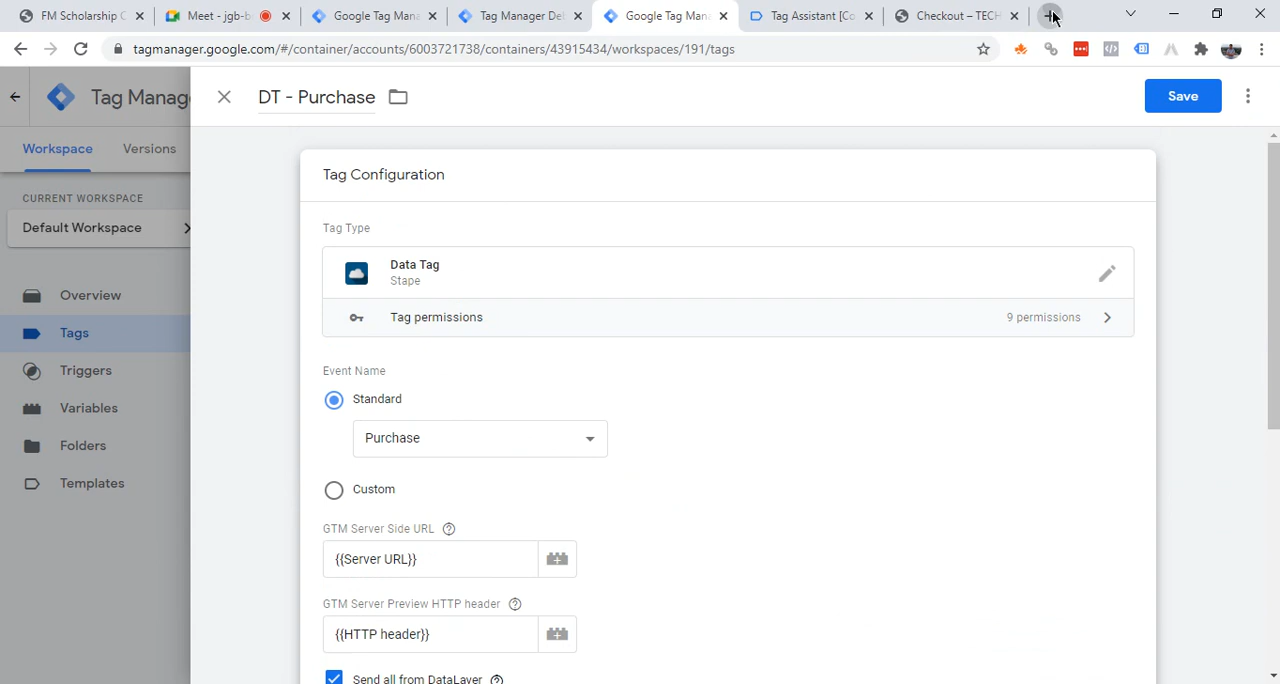 FM Scholarship C
Meet - jgb-b
Google Tag Mana
Tag Manager De
Google Tag Man
Tag Assistant [Co
Checkout – TECH
tagmanager.google.com/#/container/accounts/6003721738/containers/43915434/workspaces/191/tags
Tag Manag
DT - Purchase
Save
Workspace
Versions
CURRENT WORKSPACE
Default Workspace
Overview
Tags
Triggers
Variables
Folders
Templates
Tag Configuration
Tag Type
Data Tag
Stape
Tag permissions
9 permissions
Event Name
Standard
Purchase
Custom
GTM Server Side URL
{{Server URL}}
GTM Server Preview HTTP header
{{HTTP header}}
Send all from DataLayer